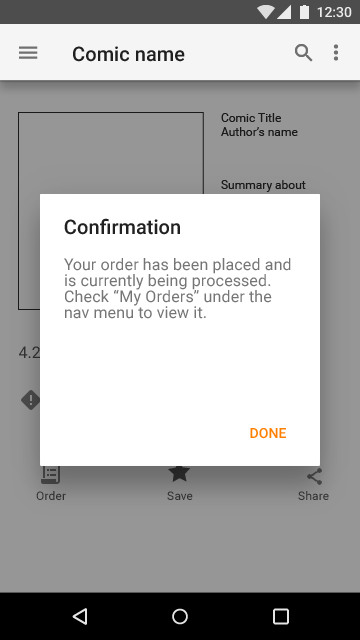 12:30
Comic name
Comic Title
Author's name
Summary about
Confirmation
Your order has been placed and
is currently being processed.
Check “My Orders” under the
nav menu to view it.
DONE
4.2
Order
Save
Share